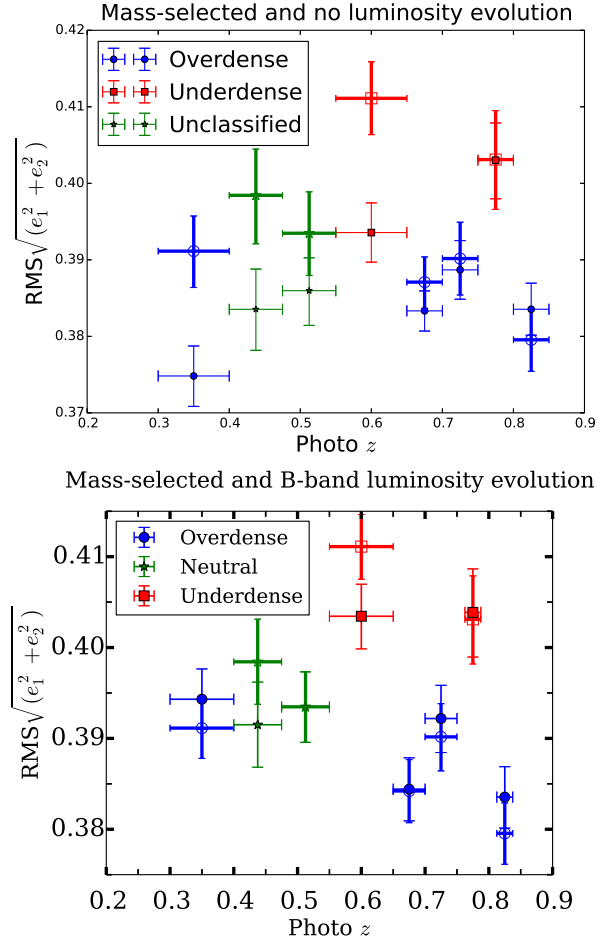 Mass-selected and no luminosity evolution
0.42
0.41
0.40
0.39
0.38
0.37
RMS√(e₁² + e₂²)
Overdense
Underdense
Unclassified
0.2 0.3 0.4 0.5 0.6 0.7 0.8 0.9
Photo z
Mass-selected and B-band luminosity evolution
0.41
0.40
0.39
0.38
RMS√(e₁² + e₂²)
Overdense
Neutral
Underdense
0.2 0.3 0.4 0.5 0.6 0.7 0.8 0.9
Photo z